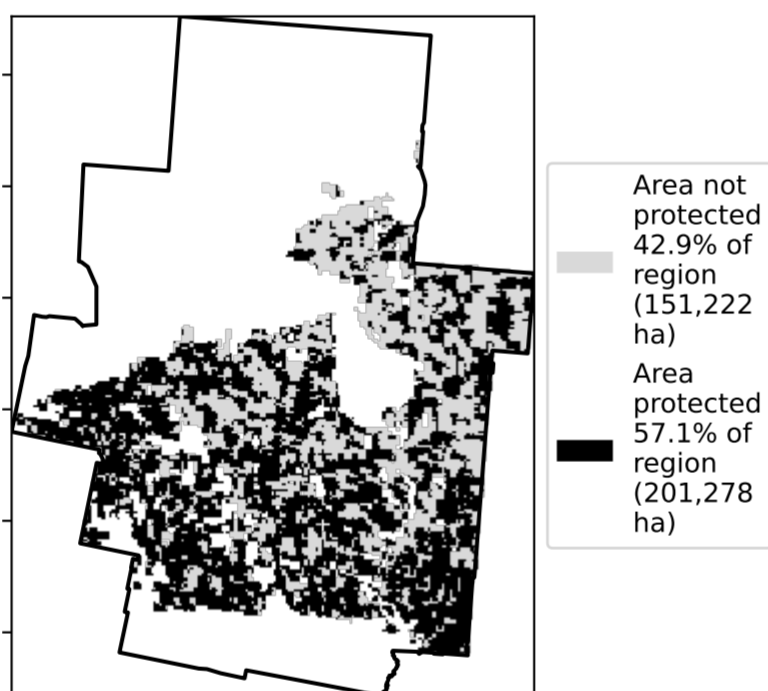 Area not
protected
42.9% of
region
(151,222
ha)
Area
protected
57.1% of
region
(201,278
ha)